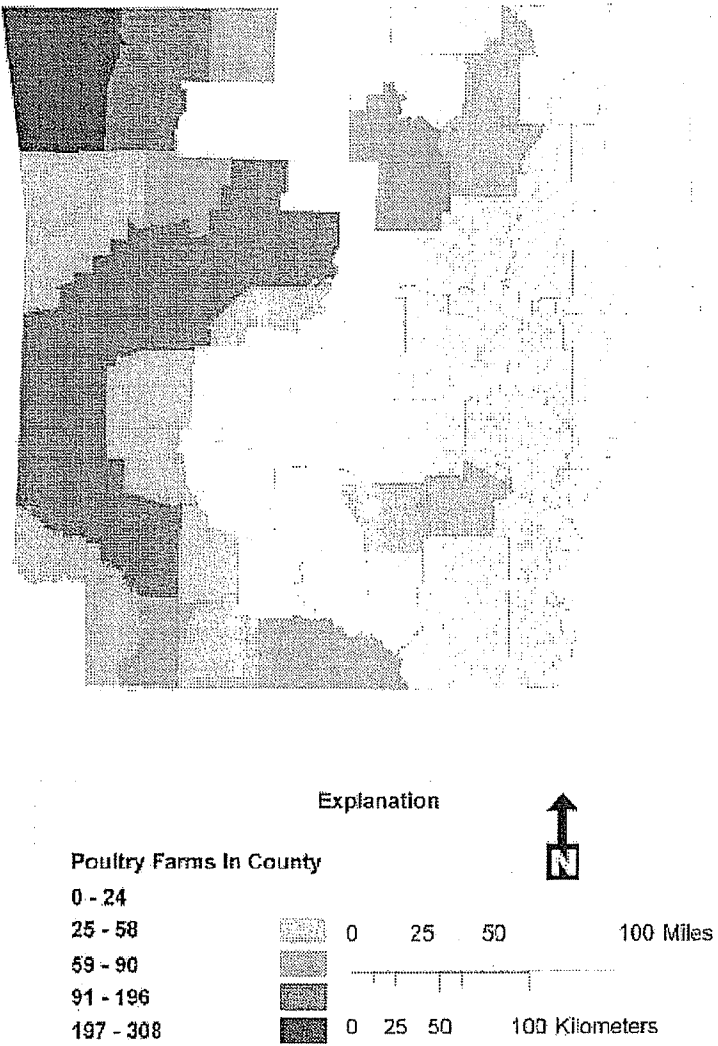 Explanation
N
Poultry Farms In County
0 - 24
25 - 58
59 - 90
91 - 196
197 - 308
0 25 50 100 Miles
0 25 50 100 Kilometers